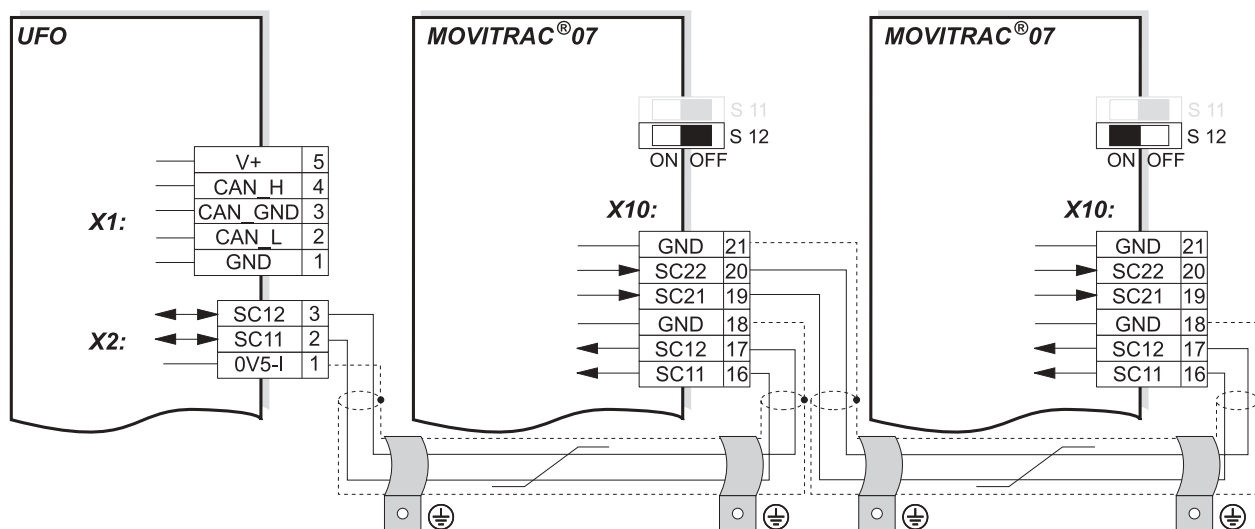 UFO
X1:
V+ 5
CAN_H 4
CAN_GND 3
CAN_L 2
GND 1
X2:
SC12 3
SC11 2
0V5-I 1
MOVITRAC®07
S 11
S 12
ON OFF
X10:
GND 21
SC22 20
SC21 19
GND 18
SC12 17
SC11 16
MOVITRAC®07
S 11
S 12
ON OFF
X10:
GND 21
SC22 20
SC21 19
GND 18
SC12 17
SC11 16